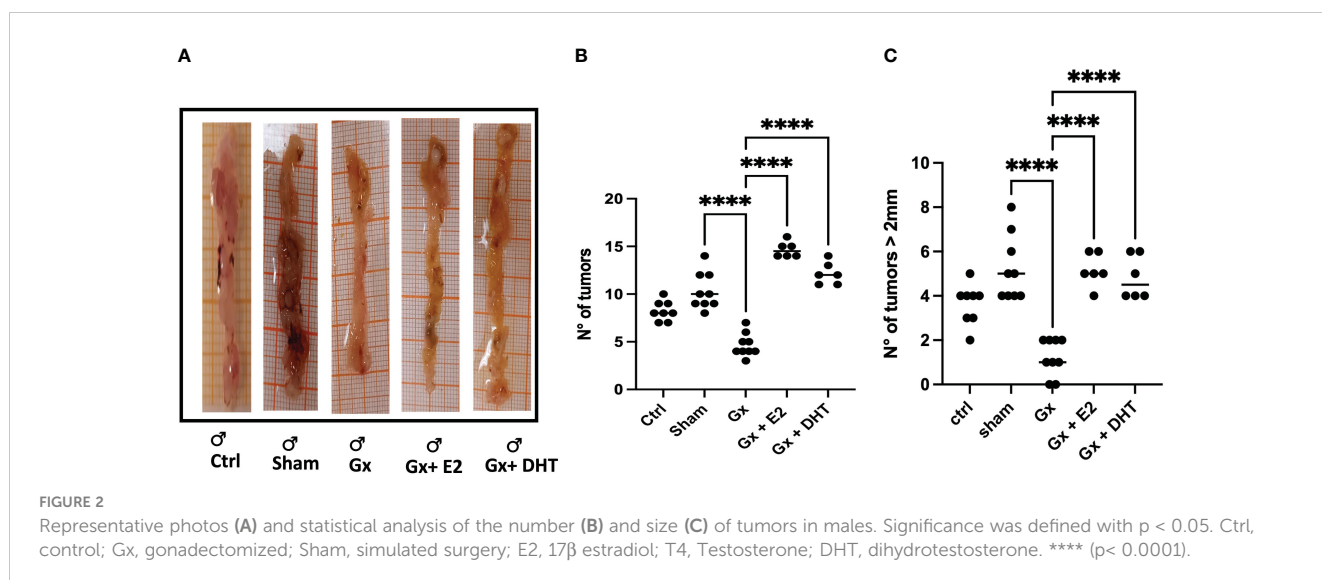 A
♂ Ctrl
♂ Sham
♂ Gx
♂ Gx+ E2
♂ Gx+ DHT
B
****
****
****
N° of tumors
20
15
10
5
0
Ctrl
Sham
Gx
Gx + E2
Gx + DHT
C
****
****
****
N° of tumors > 2mm
10
8
6
4
2
0
ctrl
sham
Gx
Gx + E2
Gx + DHT
FIGURE 2
Representative photos (A) and statistical analysis of the number (B) and size (C) of tumors in males. Significance was defined with p < 0.05. Ctrl,
control; Gx, gonadectomized; Sham, simulated surgery; E2, 17β estradiol; T4, Testosterone; DHT, dihydrotestosterone. **** (p< 0.0001).